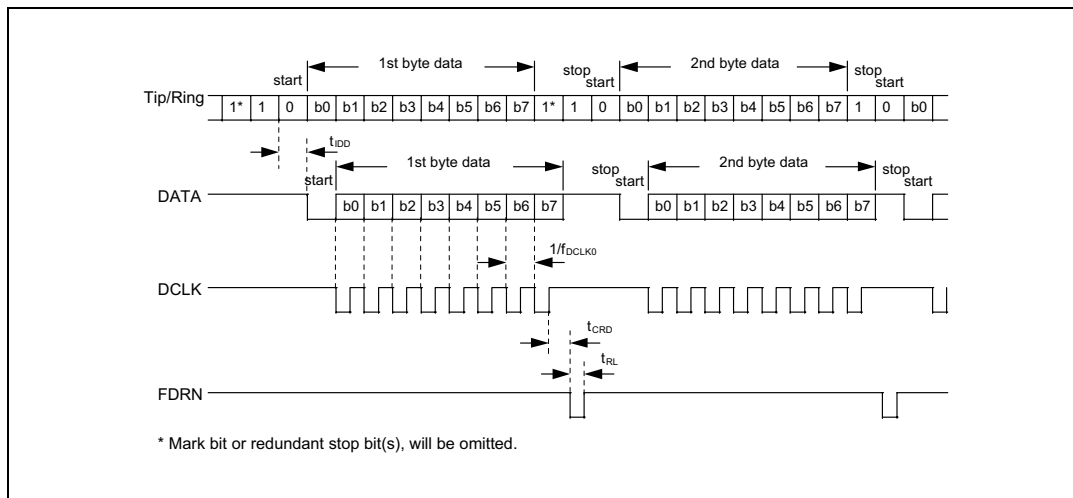 1st byte data
2nd byte data
start
stop
start
stop
start
Tip/Ring
1* 1 0 b0 b1 b2 b3 b4 b5 b6 b7 1* 1 0 b0 b1 b2 b3 b4 b5 b6 b7 1 0 b0
tIDD
1st byte data
2nd byte data
start
stop
start
stop
start
DATA
b0 b1 b2 b3 b4 b5 b6 b7 b0 b1 b2 b3 b4 b5 b6 b7
1/fDCLK0
DCLK
tCRD
tRL
FDRN
* Mark bit or redundant stop bit(s), will be omitted.